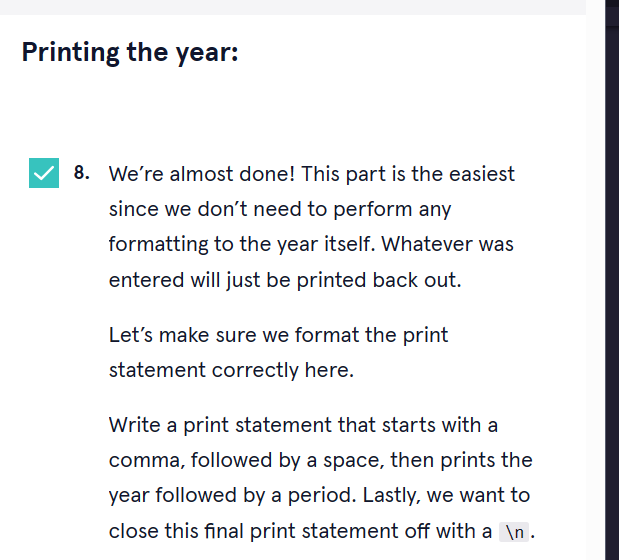 Printing the year:
8. We’re almost done! This part is the easiest
since we don’t need to perform any
formatting to the year itself. Whatever was
entered will just be printed back out.
Let’s make sure we format the print
statement correctly here.
Write a print statement that starts with a
comma, followed by a space, then prints the
year followed by a period. Lastly, we want to
close this final print statement off with a \n.